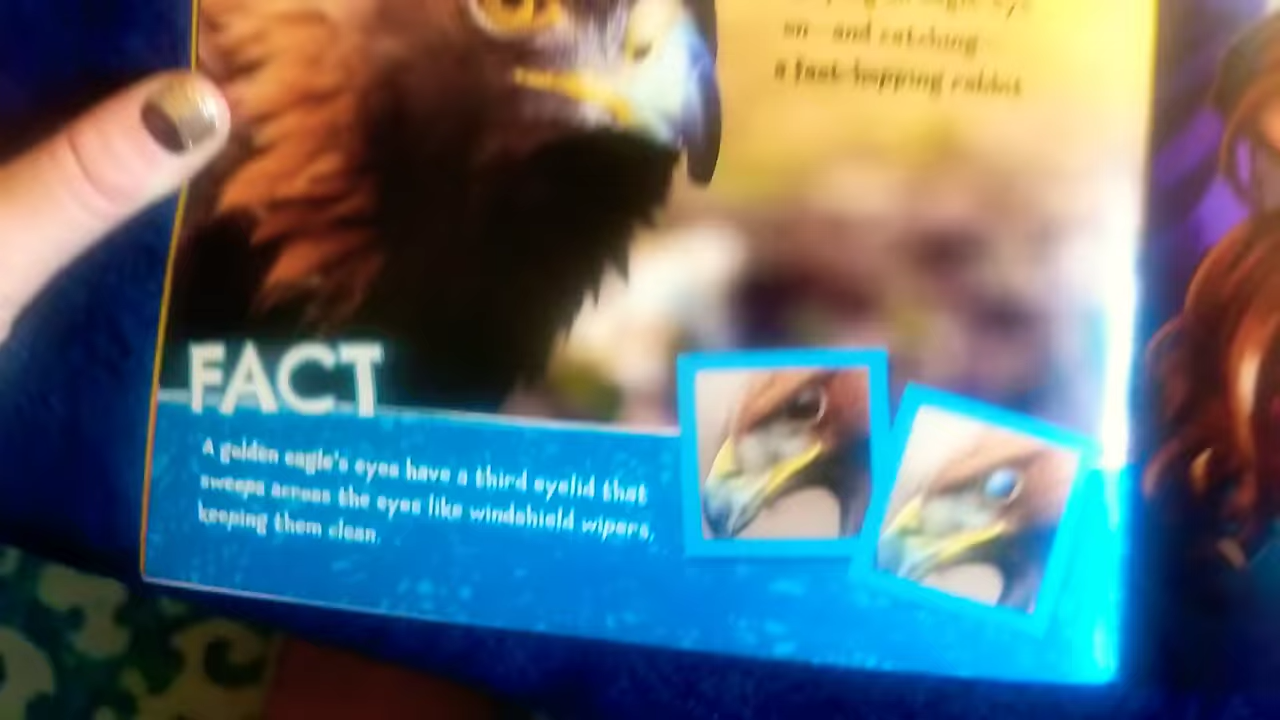 on—and catching—
a fast-hopping rabbit
FACT
A golden eagle's eyes have a third eyelid that
sweeps across the eyes like windshield wipers,
keeping them clean.